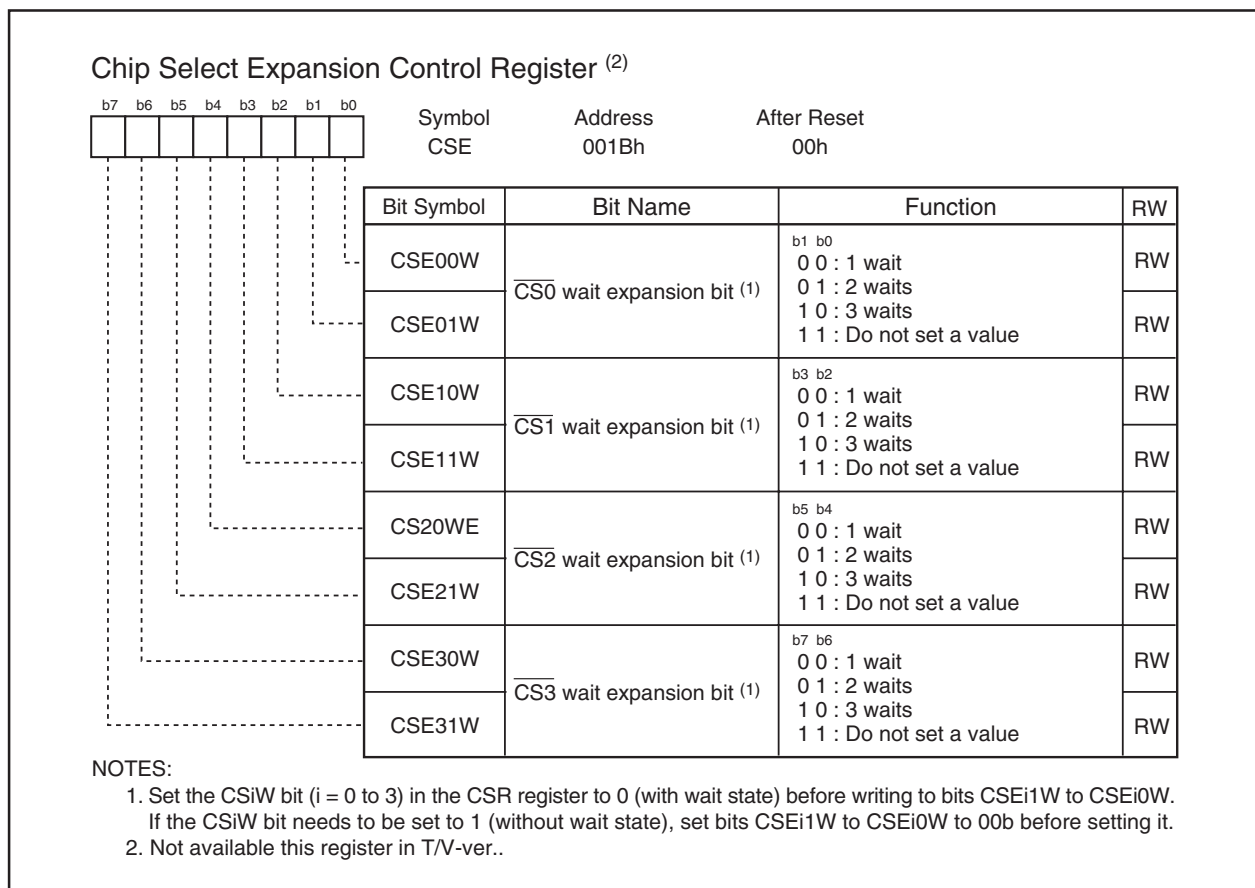 Chip Select Expansion Control Register (2)
b7 b6 b5 b4 b3 b2 b1 b0
Symbol Address After Reset
CSE 001Bh 00h
Bit Symbol Bit Name Function RW
CSE00W RW
CSE01W RW
CS0 wait expansion bit (1)
b1 b0
0 0 : 1 wait
0 1 : 2 waits
1 0 : 3 waits
1 1 : Do not set a value
CSE10W RW
CSE11W RW
CS1 wait expansion bit (1)
b3 b2
0 0 : 1 wait
0 1 : 2 waits
1 0 : 3 waits
1 1 : Do not set a value
CS20WE RW
CSE21W RW
CS2 wait expansion bit (1)
b5 b4
0 0 : 1 wait
0 1 : 2 waits
1 0 : 3 waits
1 1 : Do not set a value
CSE30W RW
CSE31W RW
CS3 wait expansion bit (1)
b7 b6
0 0 : 1 wait
0 1 : 2 waits
1 0 : 3 waits
1 1 : Do not set a value
NOTES:
1. Set the CSiW bit (i = 0 to 3) in the CSR register to 0 (with wait state) before writing to bits CSEi1W to CSEi0W.
If the CSiW bit needs to be set to 1 (without wait state), set bits CSEi1W to CSEi0W to 00b before setting it.
2. Not available this register in T/V-ver..